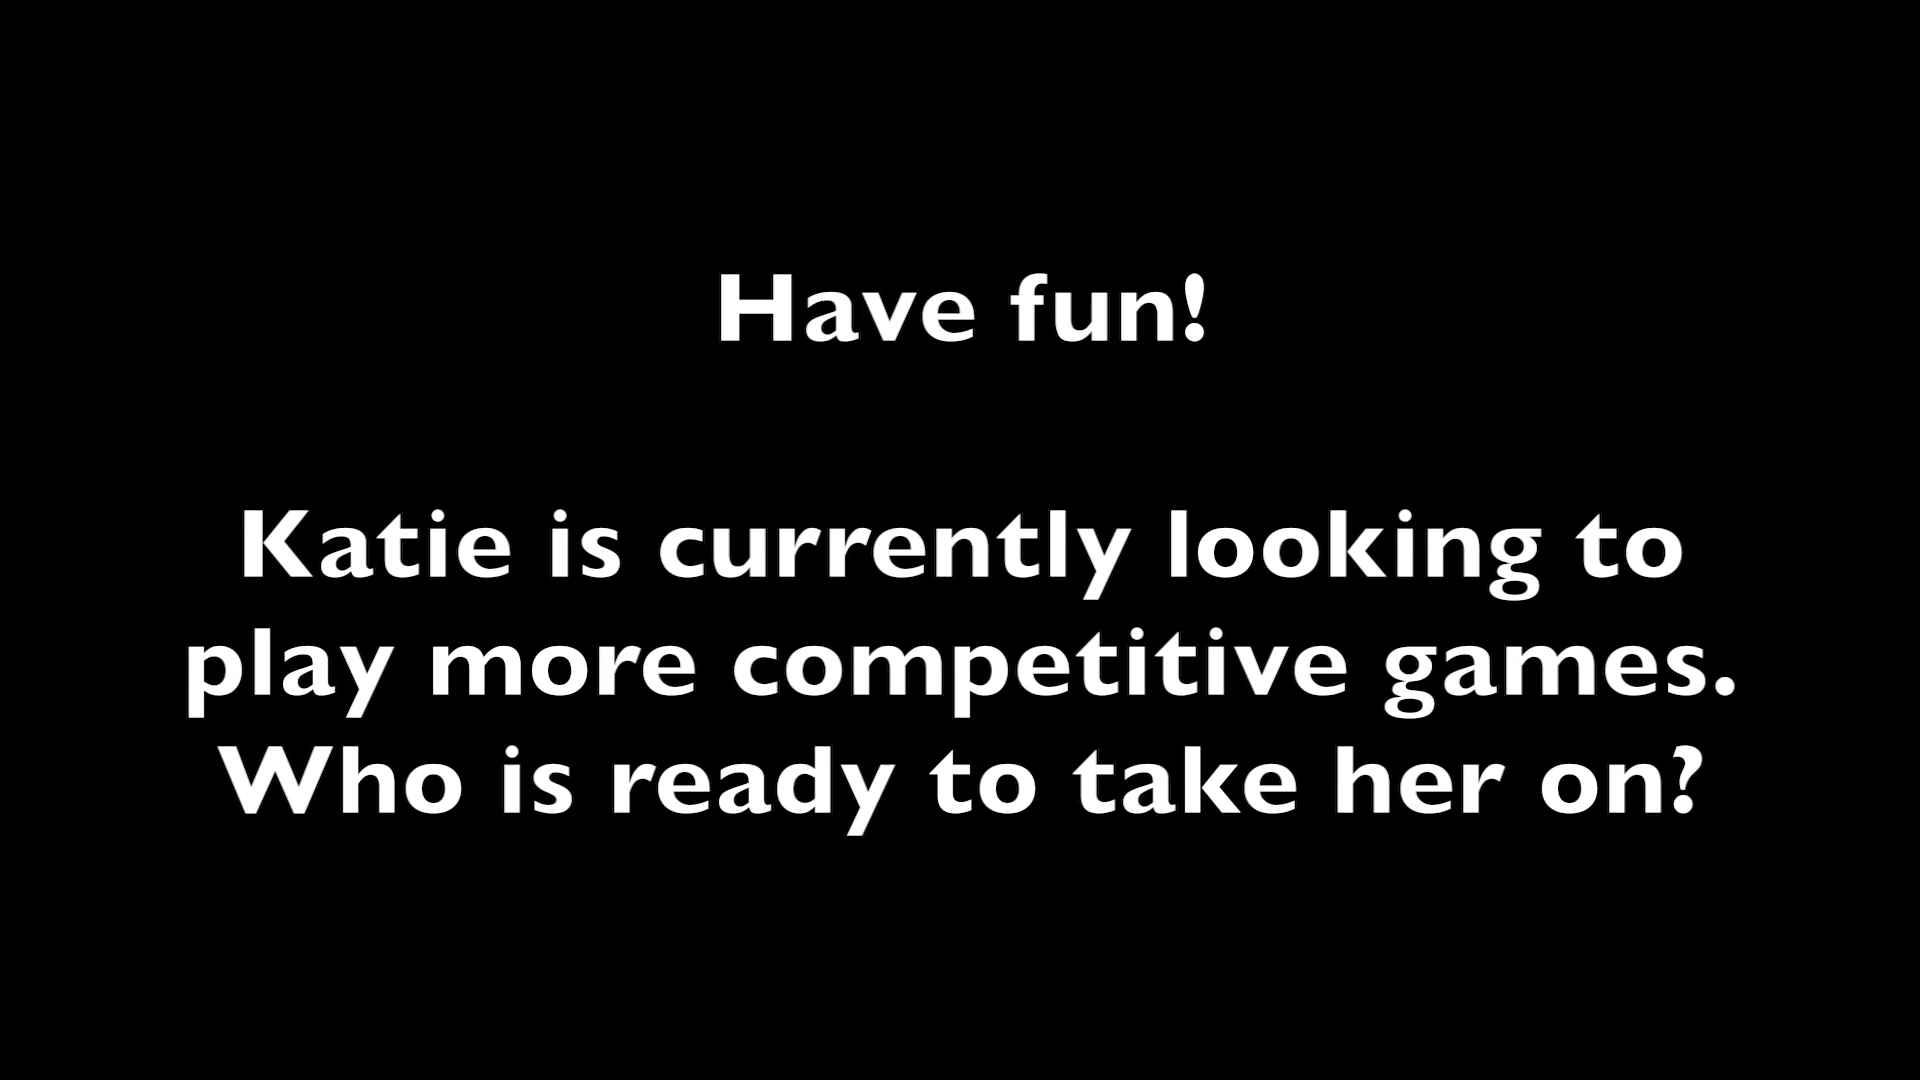 Have fun!
Katie is currently looking to
play more competitive games.
Who is ready to take her on?